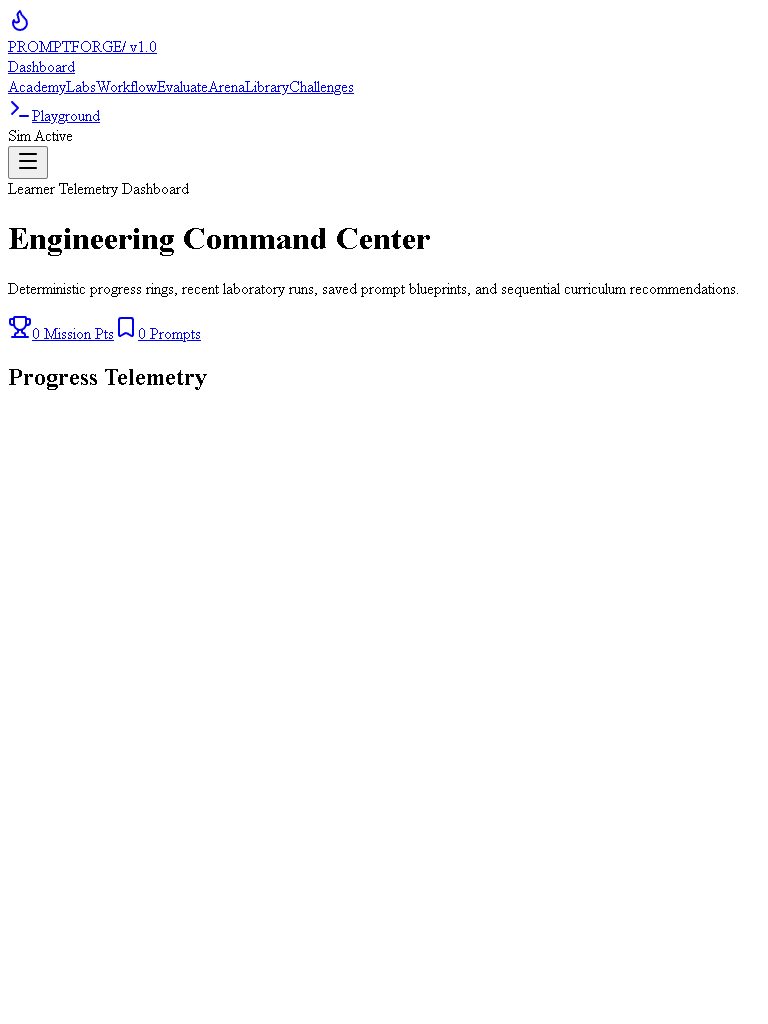 PROMPTFORGE/ v1.0
Dashboard
AcademyLabsWorkflowEvaluateArenaLibraryChallenges
Playground
Sim Active
Learner Telemetry Dashboard
Engineering Command Center
Deterministic progress rings, recent laboratory runs, saved prompt blueprints, and sequential curriculum recommendations.
0 Mission Pts 0 Prompts
Progress Telemetry